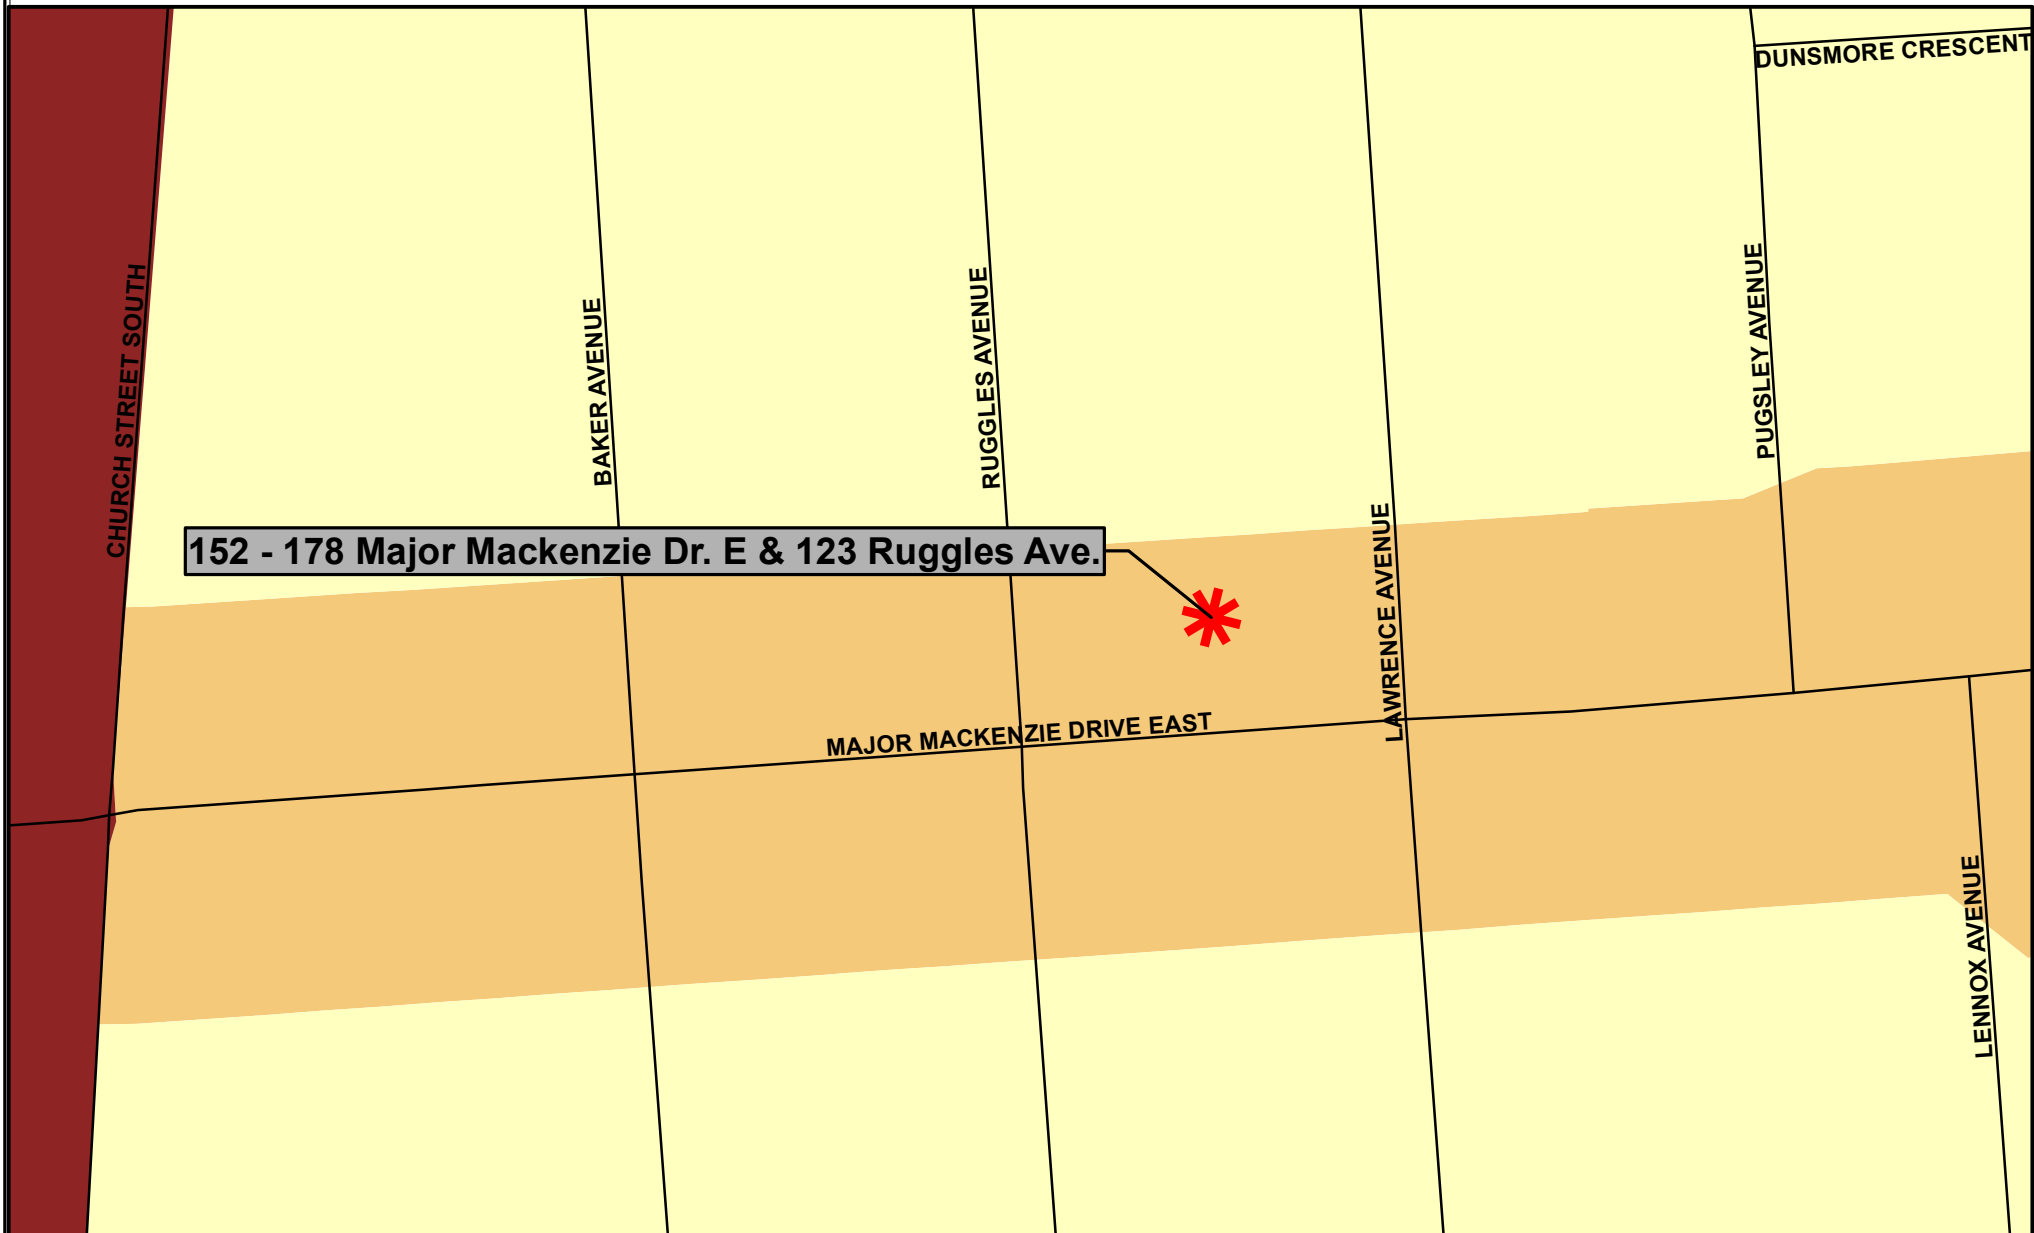 DUNSMORE CRESCENT
CHURCH STREET SOUTH
BAKER AVENUE
RUGGLES AVENUE
PUGSLEY AVENUE
152 - 178 Major Mackenzie Dr. E & 123 Ruggles Ave.
LAWRENCE AVENUE
MAJOR MACKENZIE DRIVE EAST
LENNOX AVENUE